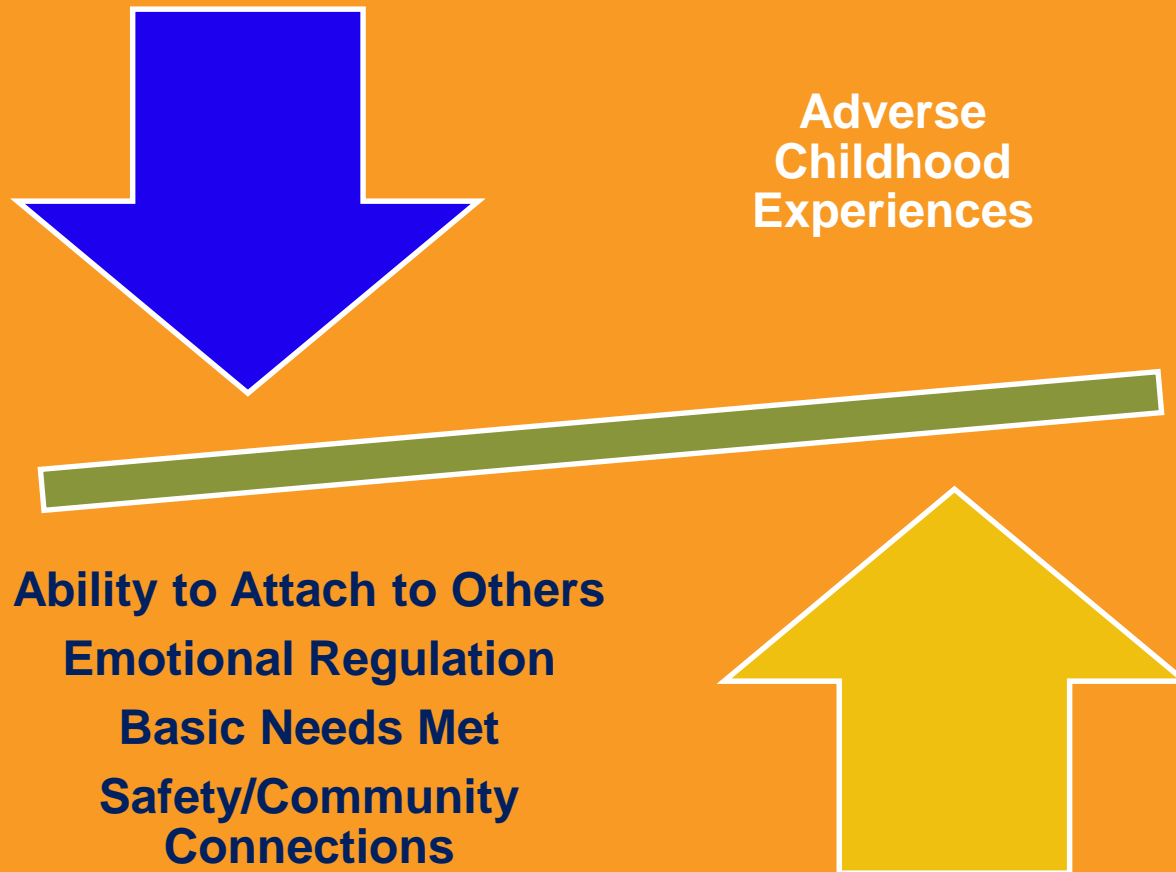 Adverse
Childhood
Experiences
Ability to Attach to Others
Emotional Regulation
Basic Needs Met
Safety/Community
Connections